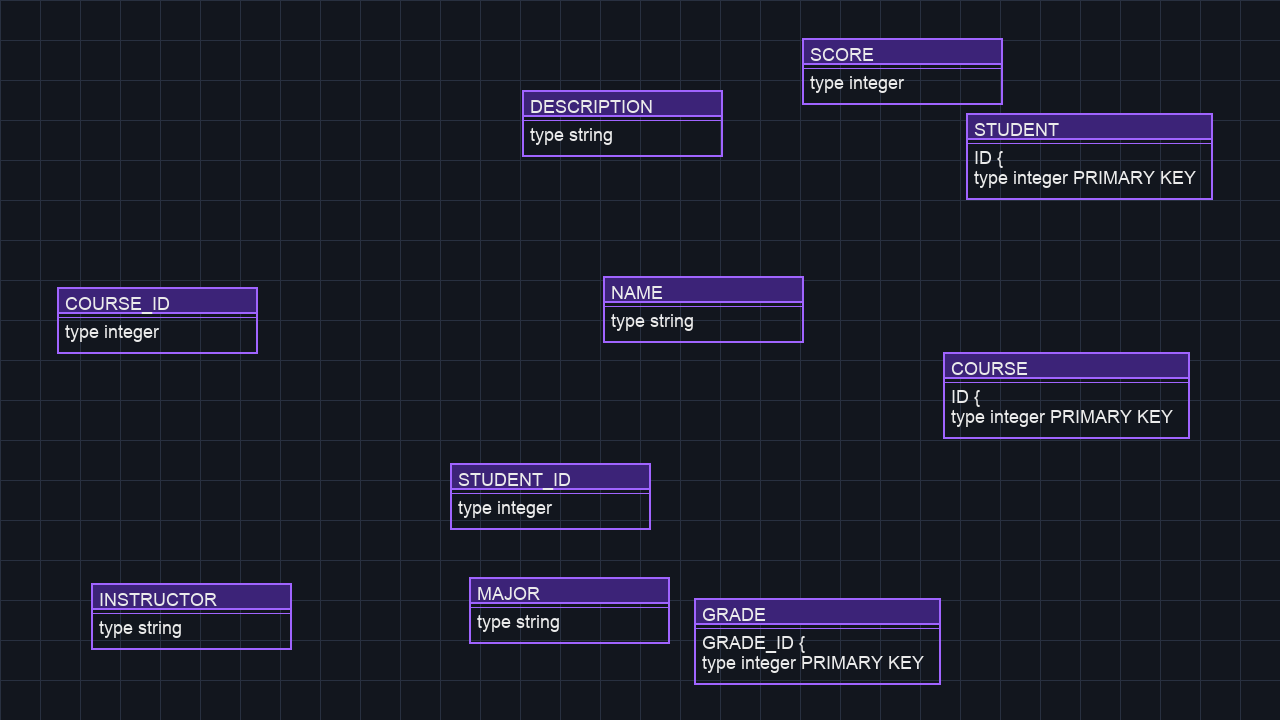 SCORE
type integer
DESCRIPTION
type string
STUDENT
ID {
type integer PRIMARY KEY
NAME
type string
COURSE_ID
type integer
COURSE
ID {
type integer PRIMARY KEY
STUDENT_ID
type integer
INSTRUCTOR
type string
MAJOR
type string
GRADE
GRADE_ID {
type integer PRIMARY KEY